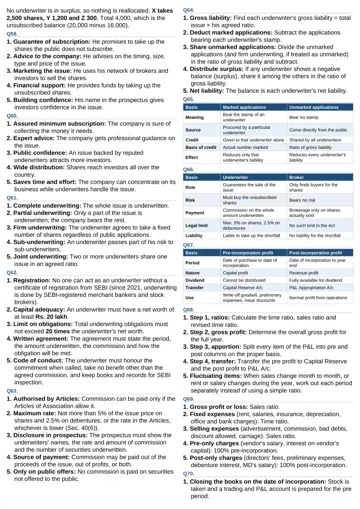 No underwriter is in surplus, so nothing is reallocated. X takes
2,500 shares, Y 1,200 and Z 300. Total 4,000, which is the
unsubscribed balance (20,000 minus 16,000).
Q59.
1. Guarantee of subscription: He promises to take up the
shares the public does not subscribe.
2. Advice to the company: He advises on the timing, size,
type and price of the issue.
3. Marketing the issue: He uses his network of brokers and
investors to sell the shares.
4. Financial support: He provides funds by taking up the
unsubscribed shares.
5. Building confidence: His name in the prospectus gives
investors confidence in the issue.
Q60.
1. Assured minimum subscription: The company is sure of
collecting the money it needs.
2. Expert advice: The company gets professional guidance on
the issue.
3. Public confidence: An issue backed by reputed
underwriters attracts more investors.
4. Wide distribution: Shares reach investors all over the
country.
5. Saves time and effort: The company can concentrate on its
business while underwriters handle the issue.
Q61.
1. Complete underwriting: The whole issue is underwritten.
2. Partial underwriting: Only a part of the issue is
underwritten, the company bears the rest.
3. Firm underwriting: The underwriter agrees to take a fixed
number of shares regardless of public applications.
4. Sub-underwriting: An underwriter passes part of his risk to
sub-underwriters.
5. Joint underwriting: Two or more underwriters share one
issue in an agreed ratio.
Q62.
1. Registration: No one can act as an underwriter without a
certificate of registration from SEBI (since 2021, underwriting
is done by SEBI-registered merchant bankers and stock
brokers).
2. Capital adequacy: An underwriter must have a net worth of
at least Rs. 20 lakh.
3. Limit on obligations: Total underwriting obligations must
not exceed 20 times the underwriter's net worth.
4. Written agreement: The agreement must state the period,
the amount underwritten, the commission and how the
obligation will be met.
5. Code of conduct: The underwriter must honour the
commitment when called, take no benefit other than the
agreed commission, and keep books and records for SEBI
inspection.
Q63.
1. Authorised by Articles: Commission can be paid only if the
Articles of Association allow it.
2. Maximum rate: Not more than 5% of the issue price on
shares and 2.5% on debentures, or the rate in the Articles,
whichever is lower (Sec. 40(6)).
3. Disclosure in prospectus: The prospectus must show the
underwriters' names, the rate and amount of commission
and the number of securities underwritten.
4. Source of payment: Commission may be paid out of the
proceeds of the issue, out of profits, or both.
5. Only on public offers: No commission is paid on securities
not offered to the public.
Q64.
1. Gross liability: Find each underwriter's gross liability = total
issue × his agreed ratio.
2. Deduct marked applications: Subtract the applications
bearing each underwriter's stamp.
3. Share unmarked applications: Divide the unmarked
applications (and firm underwriting, if treated as unmarked)
in the ratio of gross liability and subtract.
4. Distribute surplus: If any underwriter shows a negative
balance (surplus), share it among the others in the ratio of
gross liability.
5. Net liability: The balance is each underwriter's net liability.
Q65.
Basis Marked applications Unmarked applications
Meaning Bear the stamp of an underwriter Bear no stamp
Source Procured by a particular underwriter Come directly from the public
Credit Given to that underwriter alone Shared by all underwriters
Basis of credit Actual number marked Ratio of gross liability
Effect Reduces only that underwriter's liability Reduces every underwriter's liability
Q66.
Basis Underwriter Broker
Role Guarantees the sale of the issue Only finds buyers for the shares
Risk Must buy the unsubscribed shares Bears no risk
Payment Commission on the whole amount underwritten Brokerage only on shares actually sold
Legal limit Max. 5% on shares, 2.5% on debentures No such limit in the Act
Liability Liable to take up the shortfall No liability for the shortfall
Q67.
Basis Pre-incorporation profit Post-incorporation profit
Period Date of purchase to date of incorporation Date of incorporation to year end
Nature Capital profit Revenue profit
Dividend Cannot be distributed Fully available for dividend
Transfer Capital Reserve A/c P&L Appropriation A/c
Use Write off goodwill, preliminary expenses, issue discounts Normal profit from operations
Q68.
1. Step 1, ratios: Calculate the time ratio, sales ratio and
revised time ratio.
2. Step 2, gross profit: Determine the overall gross profit for
the full year.
3. Step 3, apportion: Split every item of the P&L into pre and
post columns on the proper basis.
4. Step 4, transfer: Transfer the pre profit to Capital Reserve
and the post profit to P&L A/c.
5. Fluctuating items: When sales change month to month, or
rent or salary changes during the year, work out each period
separately instead of using a simple ratio.
Q69.
1. Gross profit or loss: Sales ratio.
2. Fixed expenses (rent, salaries, insurance, depreciation,
office and bank charges): Time ratio.
3. Selling expenses (advertisement, commission, bad debts,
discount allowed, carriage): Sales ratio.
4. Pre-only charges (vendor's salary, interest on vendor's
capital): 100% pre-incorporation.
5. Post-only charges (directors' fees, preliminary expenses,
debenture interest, MD's salary): 100% post-incorporation.
Q70.
1. Closing the books on the date of incorporation: Stock is
taken and a trading and P&L account is prepared for the pre
period.